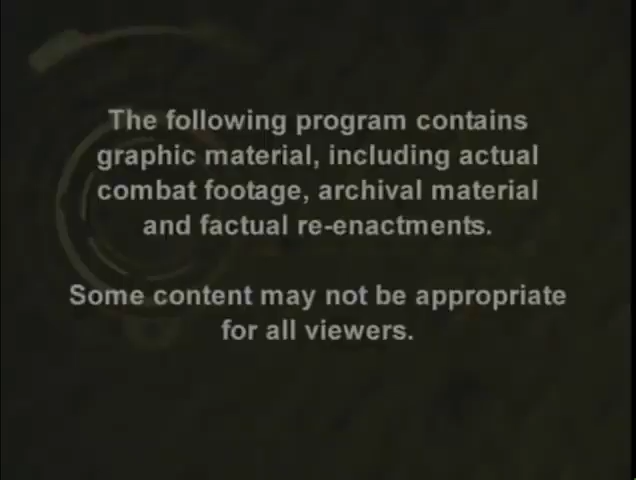 The following program contains
graphic material, including actual
combat footage, archival material
and factual re-enactments.
Some content may not be appropriate
for all viewers.